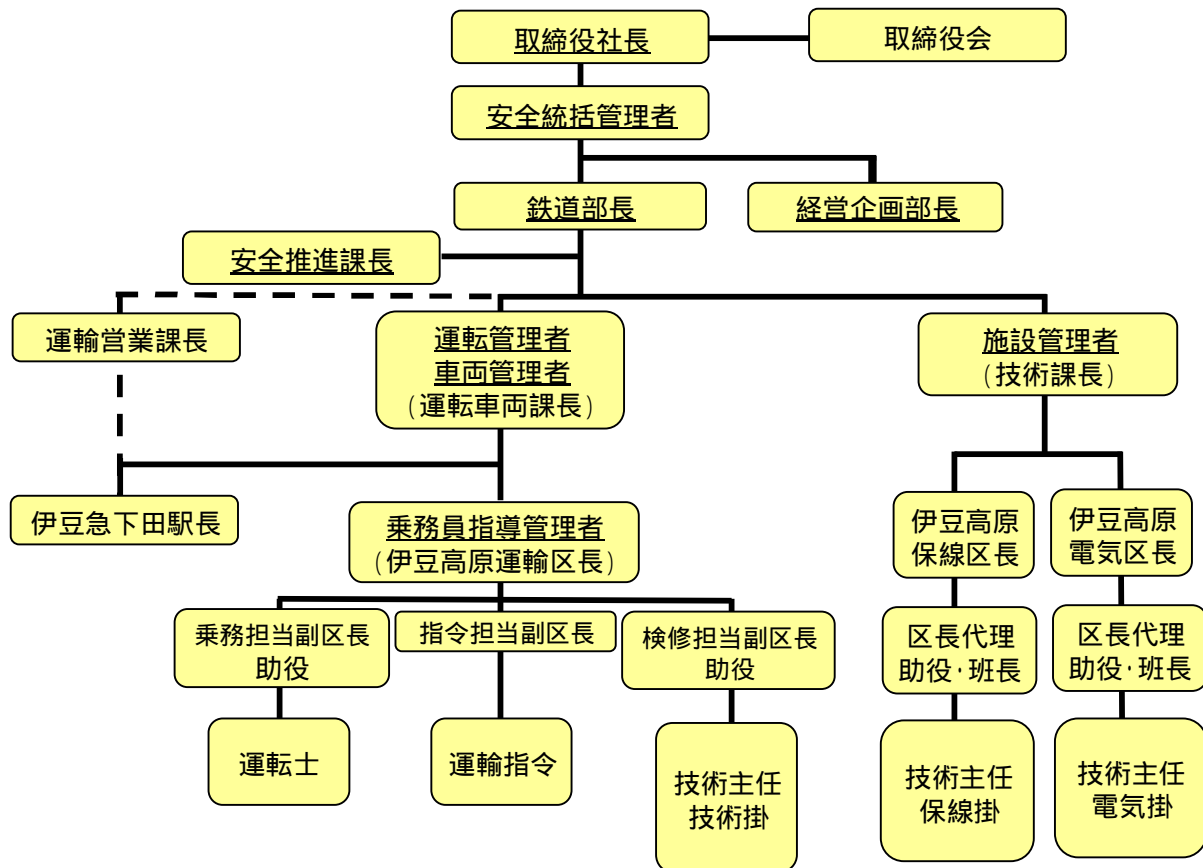 取締役社長
取締役会
安全統括管理者
鉄道部長
経営企画部長
安全推進課長
運輸営業課長
運転管理者
車両管理者
(運転車両課長)
施設管理者
(技術課長)
伊豆急下田駅長
乗務員指導管理者
(伊豆高原運輸区長)
伊豆高原
保線区長
伊豆高原
電気区長
乗務担当副区長
助役
指令担当副区長
検修担当副区長
助役
区長代理
助役・班長
区長代理
助役・班長
運転士
運輸指令
技術主任
技術掛
技術主任
保線掛
技術主任
電気掛